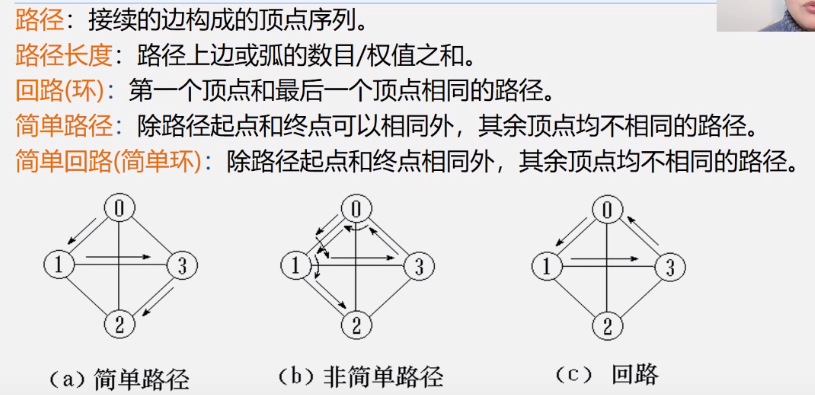 路径：接续的边构成的顶点序列。
路径长度：路径上边或弧的数目/权值之和。
回路(环)：第一个顶点和最后一个顶点相同的路径。
简单路径：除路径起点和终点可以相同外，其余顶点均不相同的路径。
简单回路(简单环)：除路径起点和终点相同外，其余顶点均不相同的路径。
0 0 0
1 3 1 3 1 3
2 2 2
（a）简单路径 （b）非简单路径 （c） 回路